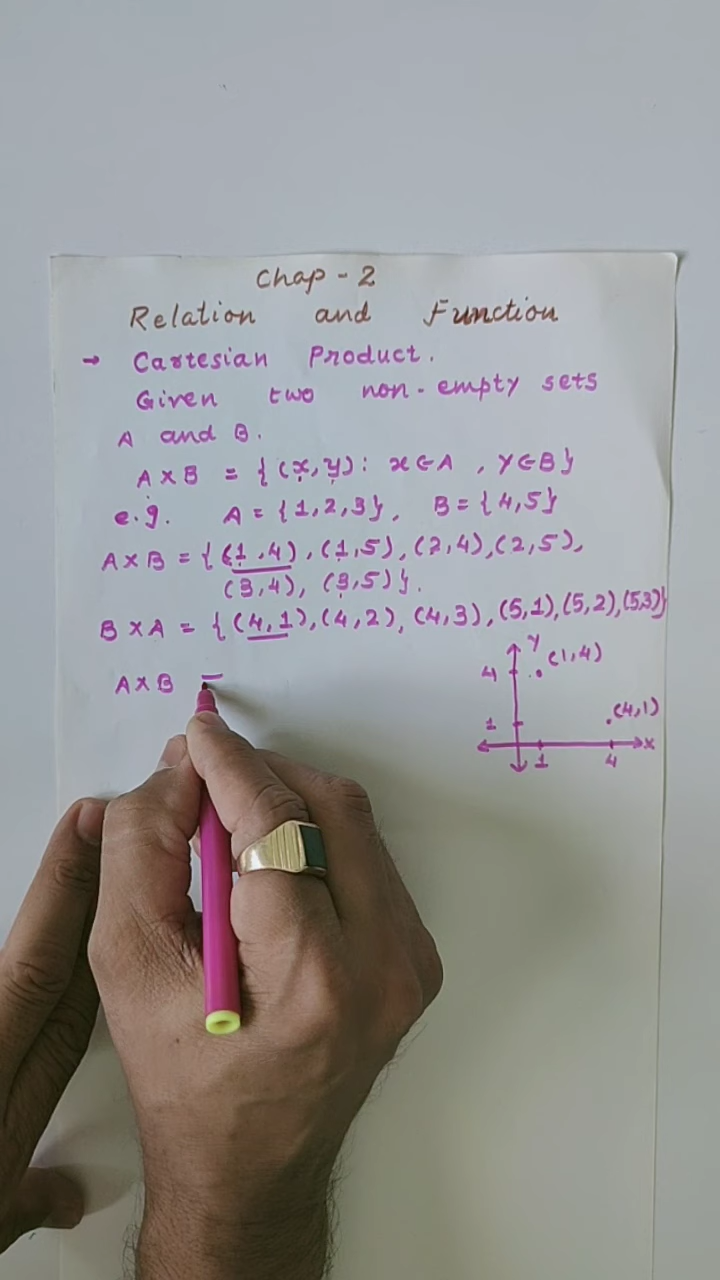 Chap - 2
Relation and Function
→ Cartesian Product.
Given two non-empty sets
A and B.
A × B = { (x, y) : x ∈ A , y ∈ B }
e.g. A = { 1, 2, 3 }, B = { 4, 5 }
A × B = { (1, 4), (1, 5), (2, 4), (2, 5),
(3, 4), (3, 5) }.
B × A = { (4, 1), (4, 2), (4, 3), (5, 1), (5, 2), (5,3) }
A × B =
Y
(1, 4)
4
(4, 1)
1
X
1 4